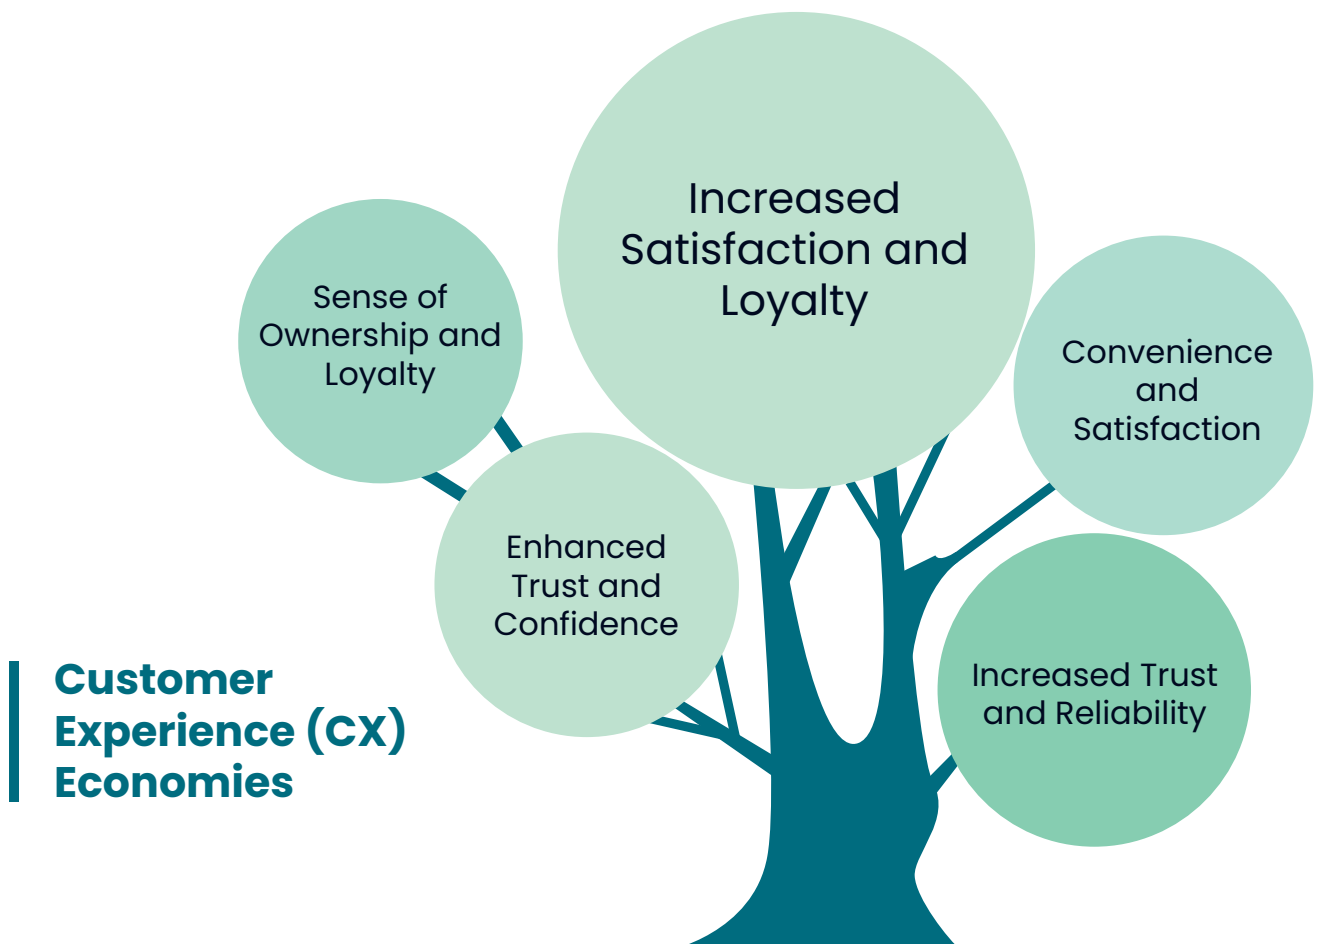 Increased
Satisfaction and
Loyalty
Sense of
Ownership and
Loyalty
Convenience
and
Satisfaction
Enhanced
Trust and
Confidence
Increased Trust
and Reliability
Customer
Experience (CX)
Economies